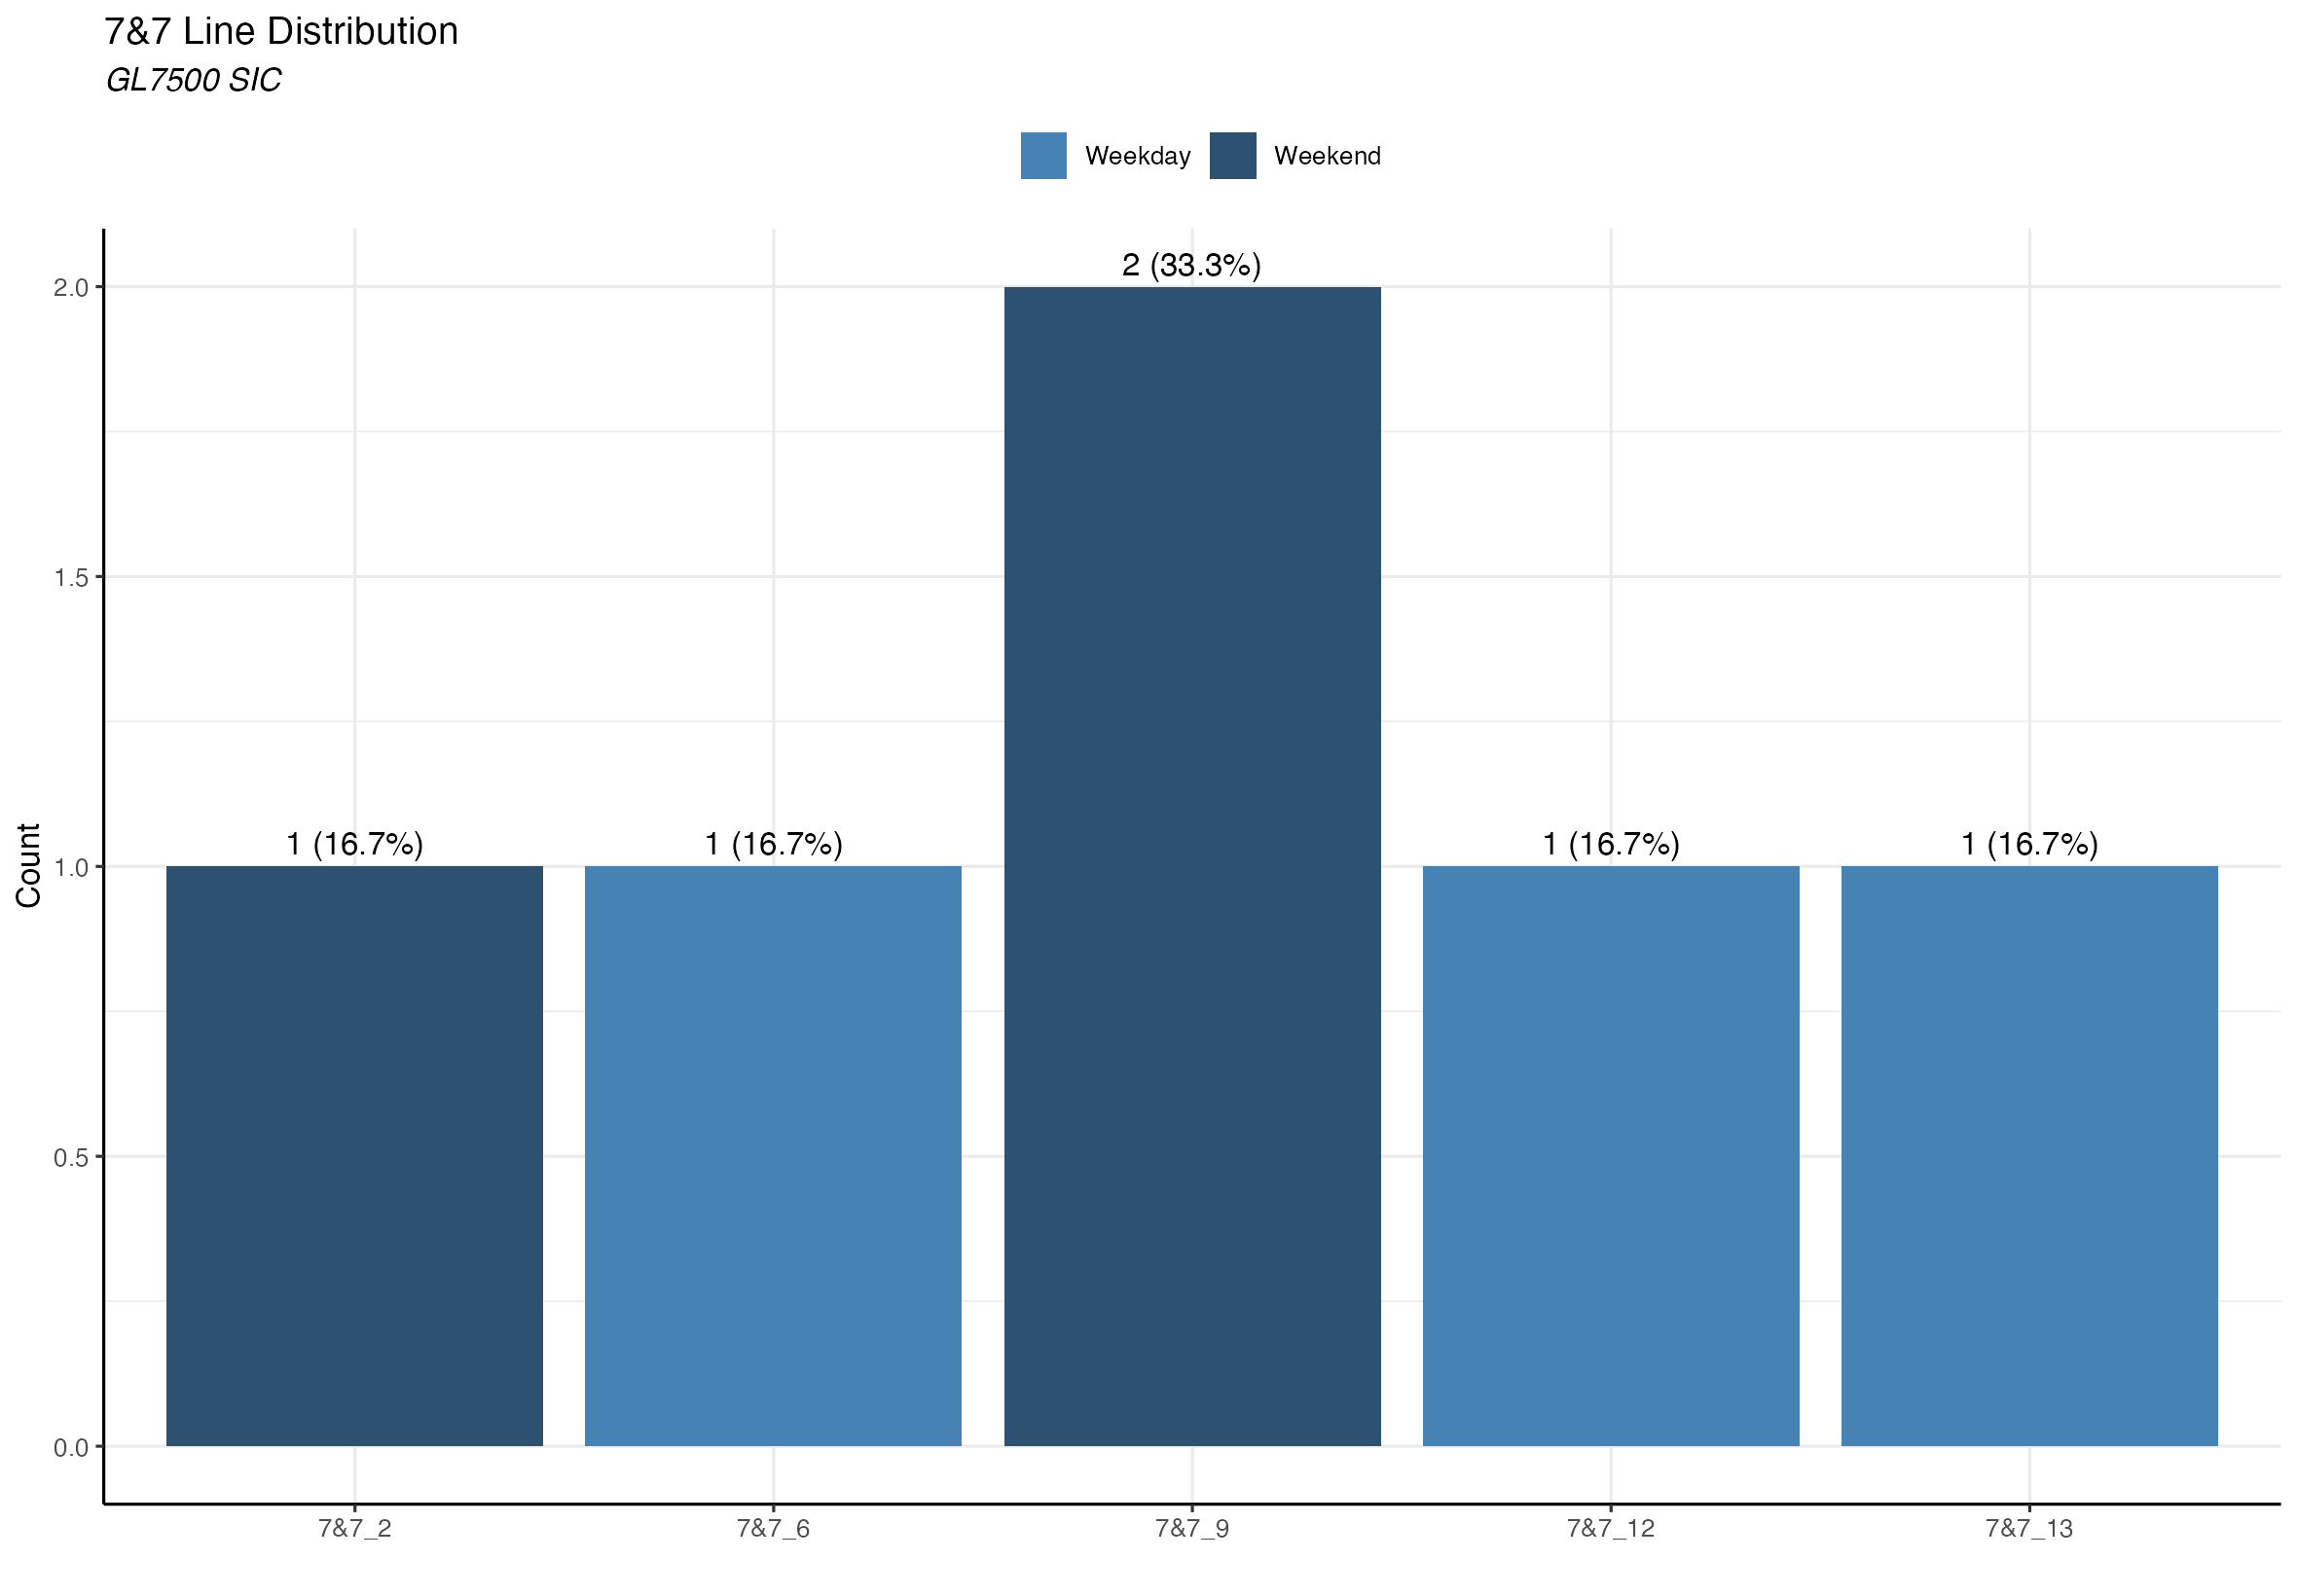 7&7 Line Distribution
GL7500 SIC
Weekday Weekend
2 (33.3%)
2.0
1.5
1 (16.7%) 1 (16.7%) 1 (16.7%) 1 (16.7%)
Count
1.0
0.5
0.0
7&7_2 7&7_6 7&7_9 7&7_12 7&7_13